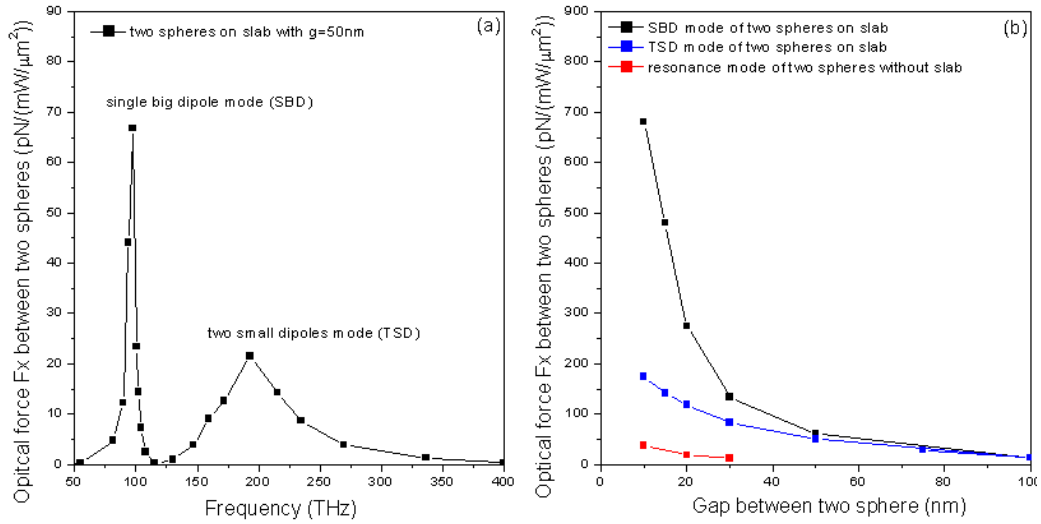 Opitcal force Fx between two spheres (pN/(mW/μm²)
80
70
60
50
40
30
20
10
0
two spheres on slab with g=50nm
(a)
single big dipole mode (SBD)
two small dipoles mode (TSD)
50 100 150 200 250 300 350 400
Frequency (THz)
Optical force Fx between two spheres (pN/(mW/μm²)
900
800
700
600
500
400
300
200
100
0
SBD mode of two spheres on slab
TSD mode of two spheres on slab
resonance mode of two spheres without slab
(b)
0 20 40 60 80 100
Gap between two sphere (nm)